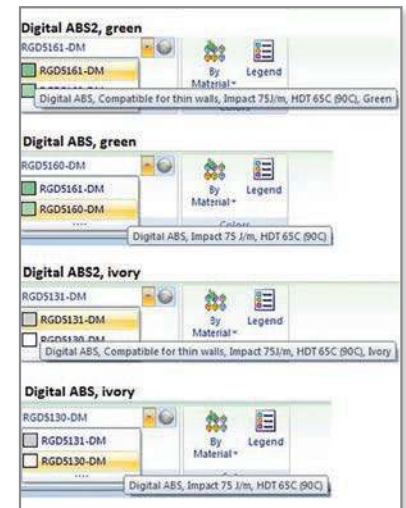 Digital ABS2, green
RGD5161-DM
RGD5161-DM
By Material
Legend
Digital ABS, Compatible for thin walls, Impact 75J/m, HDT 65C (90C), Green
Digital ABS, green
RGD5160-DM
RGD5161-DM
RGD5160-DM
By Material
Legend
Colors
Digital ABS, Impact 75 J/m, HDT 65C (90C)
Digital ABS2, ivory
RGD5131-DM
RGD5131-DM
RGD5130-DM
By Material
Legend
Digital ABS, Compatible for thin walls, Impact 75J/m, HDT 65C (90C), Ivory
Digital ABS, ivory
RGD5130-DM
RGD5131-DM
RGD5130-DM
By Material
Legend
Digital ABS, Impact 75 J/m, HDT 65C (90C)